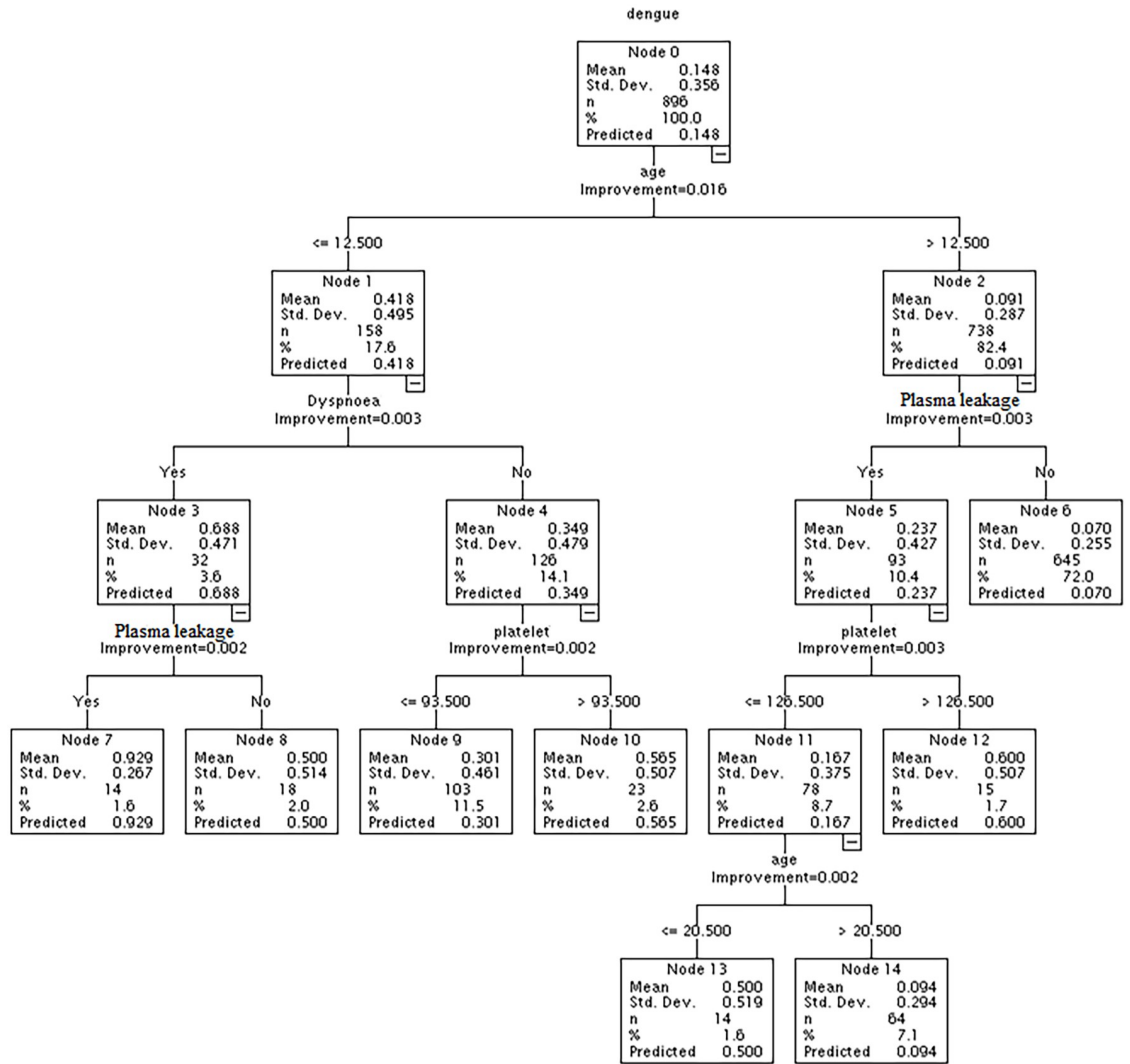 dengue
Node 0
Mean 0.148
Std. Dev. 0.356
n 896
% 100.0
Predicted 0.148
age
Improvement=0.016
<= 12.500
> 12.500
Node 1
Mean 0.418
Std. Dev. 0.495
n 158
% 17.6
Predicted 0.418
Node 2
Mean 0.091
Std. Dev. 0.287
n 738
% 82.4
Predicted 0.091
Dyspnoea
Improvement=0.003
Plasma leakage
Improvement=0.003
Yes
No
Yes
No
Node 3
Mean 0.688
Std. Dev. 0.471
n 32
% 3.6
Predicted 0.688
Node 4
Mean 0.349
Std. Dev. 0.479
n 126
% 14.1
Predicted 0.349
Node 5
Mean 0.237
Std. Dev. 0.427
n 93
% 10.4
Predicted 0.237
Node 6
Mean 0.070
Std. Dev. 0.255
n 645
% 72.0
Predicted 0.070
Plasma leakage
Improvement=0.002
platelet
Improvement=0.002
platelet
Improvement=0.003
Yes
No
<= 93.500
> 93.500
<= 126.500
> 126.500
Node 7
Mean 0.929
Std. Dev. 0.267
n 14
% 1.6
Predicted 0.929
Node 8
Mean 0.500
Std. Dev. 0.514
n 18
% 2.0
Predicted 0.500
Node 9
Mean 0.301
Std. Dev. 0.461
n 103
% 11.5
Predicted 0.301
Node 10
Mean 0.565
Std. Dev. 0.507
n 23
% 2.6
Predicted 0.565
Node 11
Mean 0.167
Std. Dev. 0.375
n 78
% 8.7
Predicted 0.167
Node 12
Mean 0.600
Std. Dev. 0.507
n 15
% 1.7
Predicted 0.600
age
Improvement=0.002
<= 20.500
> 20.500
Node 13
Mean 0.500
Std. Dev. 0.519
n 14
% 1.6
Predicted 0.500
Node 14
Mean 0.094
Std. Dev. 0.294
n 64
% 7.1
Predicted 0.094